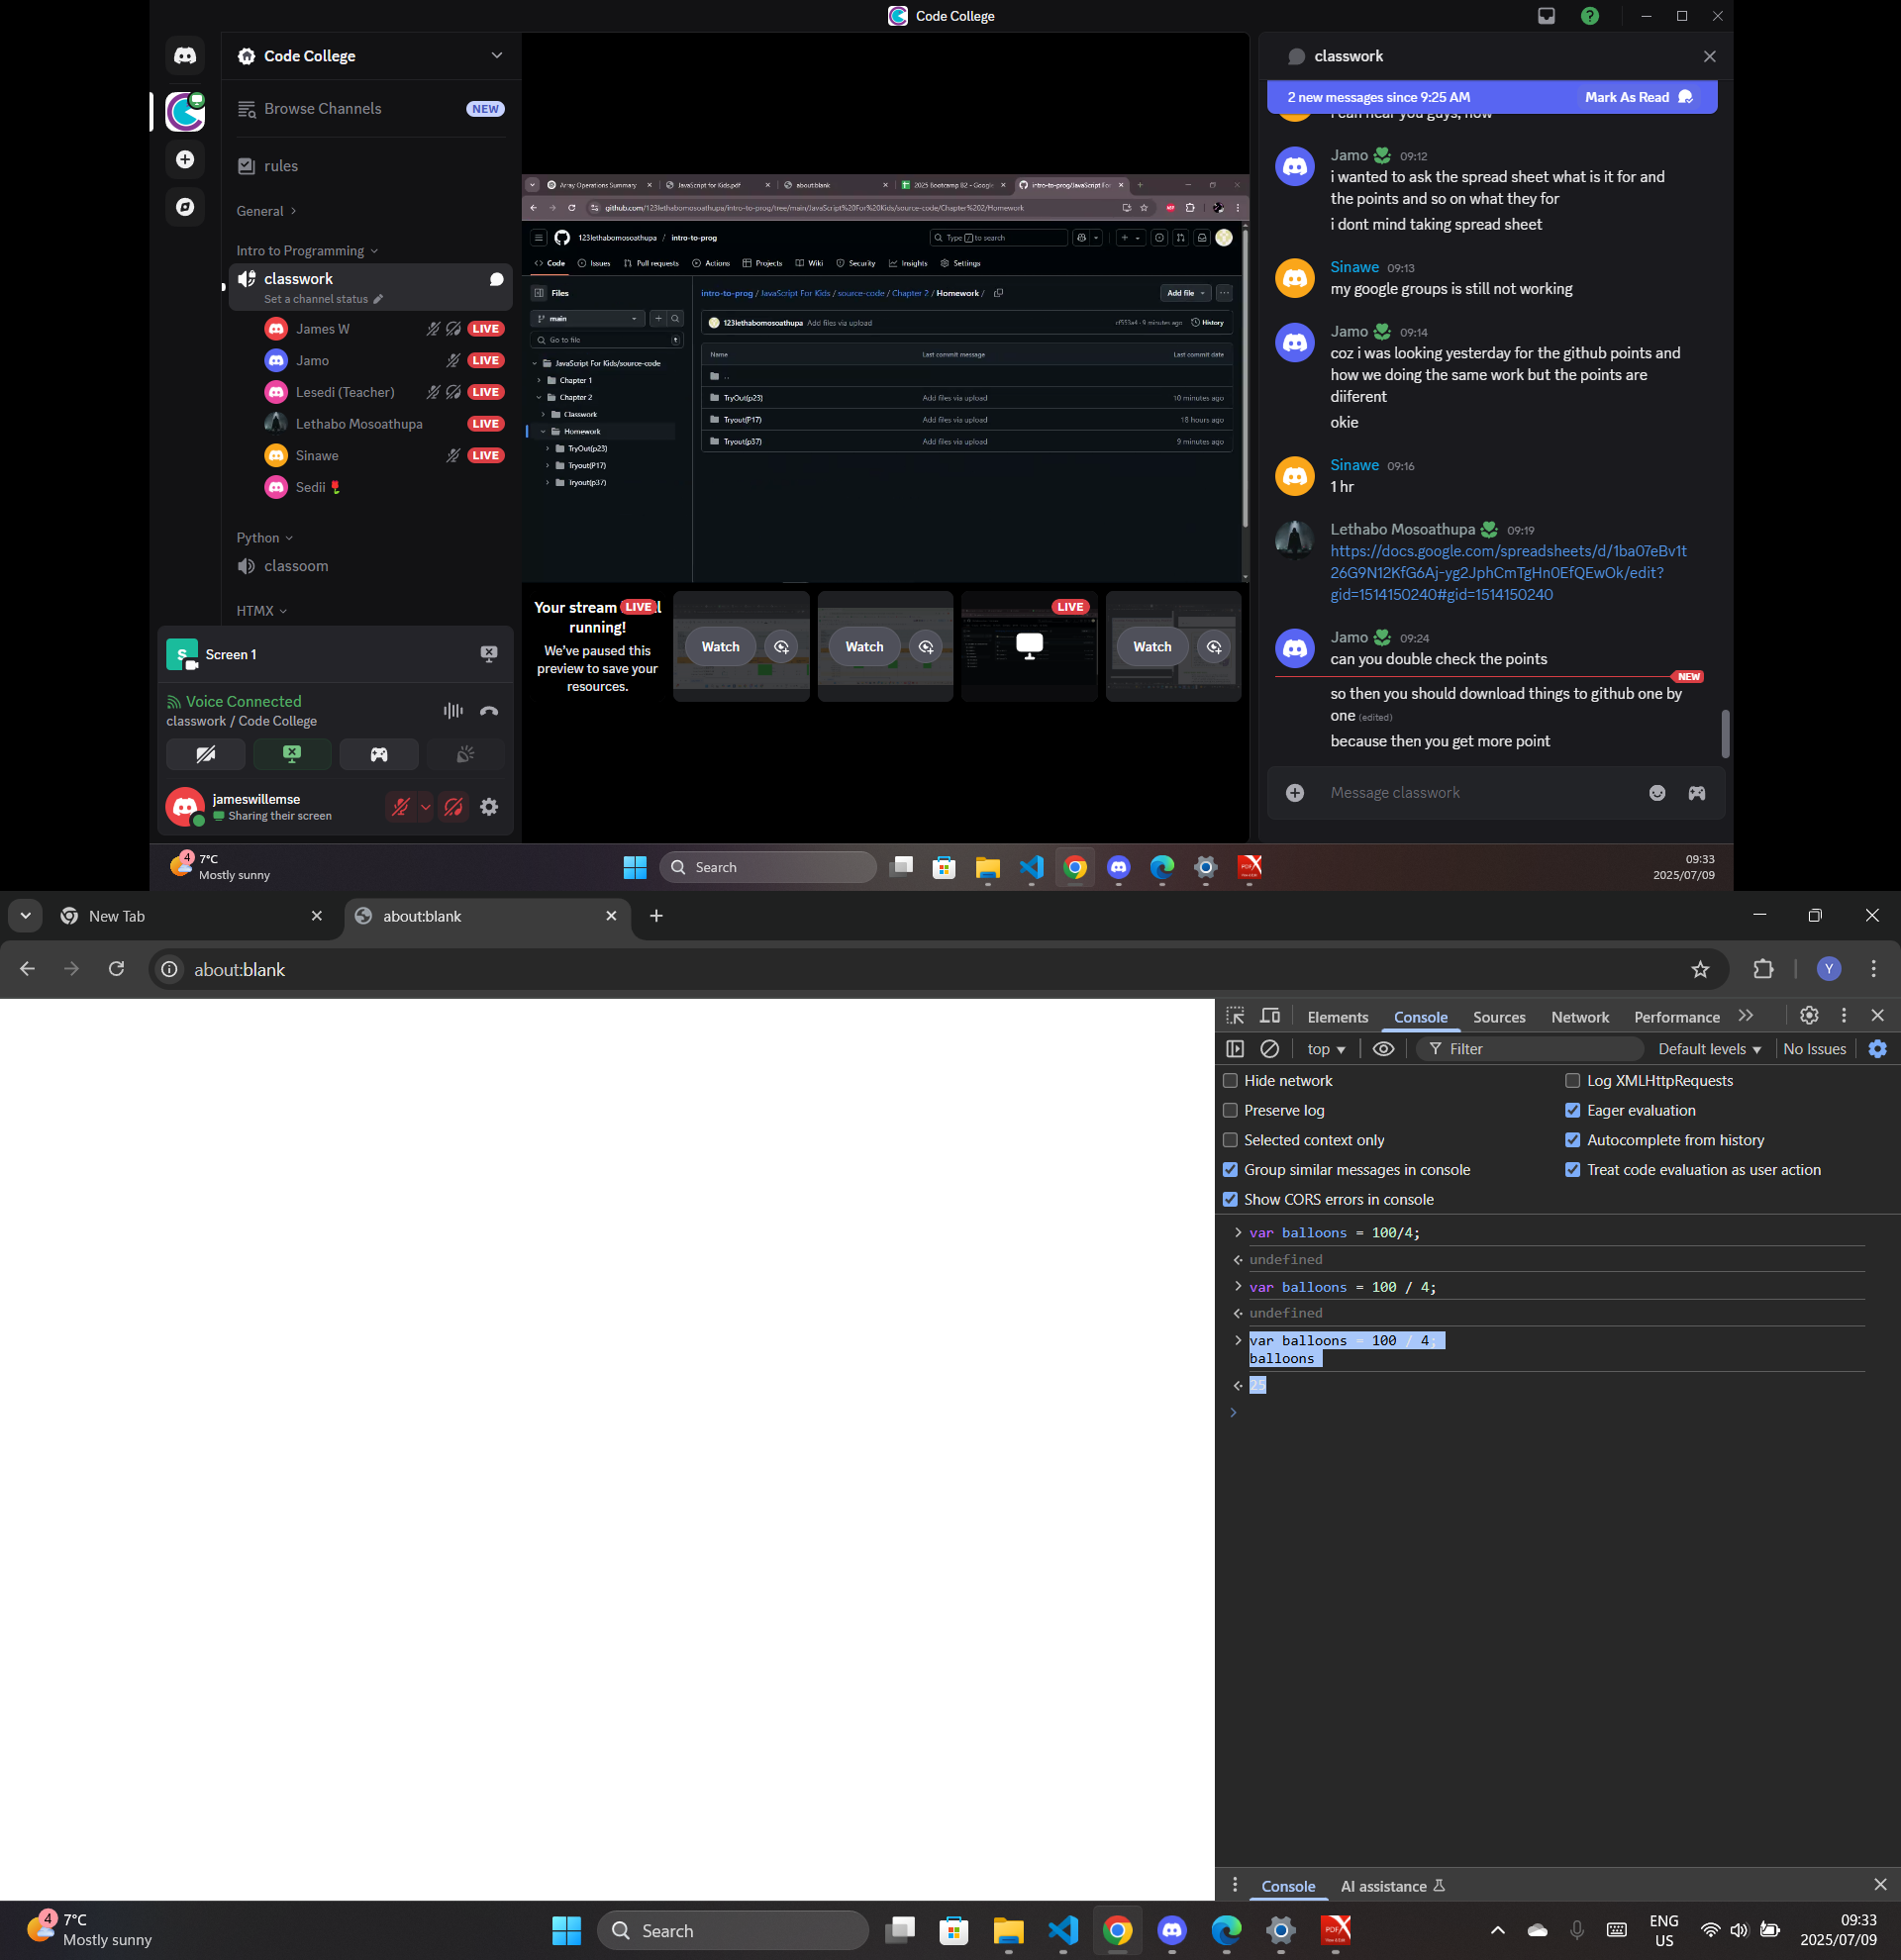 Code College
Code College
Browse Channels
NEW
rules
General
Intro to Programming
classwork
Set a channel status
James W
LIVE
Jamo
LIVE
Lesedi (Teacher)
LIVE
Lethabo Mosoathupa
LIVE
Sinawe
LIVE
Sedii
Python
classoom
HTMX
Screen 1
Voice Connected
classwork / Code College
jameswillemse
Sharing their screen
Array Operations Summary
JavaScript for Kids.pdf
about:blank
2025 Bootcamp 82 - Google
intro-to-prog/JavaScript For
github.com/123lethabomosoathupa/intro-to-prog/tree/main/JavaScript%20For%20Kids/source-code/Chapter%202/Homework
123lethabomosoathupa / intro-to-prog
Type / to search
Code
Issues
Pull requests
Actions
Projects
Wiki
Security
Insights
Settings
Files
main
Go to file
JavaScript For Kids/source-code
Chapter 1
Chapter 2
Classwork
Homework
TryOut(p23)
Tryout(P17)
Tryout(p37)
intro-to-prog / JavaScript For Kids / source-code / Chapter 2 / Homework /
Add file
123lethabomosoathupa Add files via upload
cf553a4 · 9 minutes ago
History
Name
Last commit message
Last commit date
..
TryOut(p23)
Add files via upload
10 minutes ago
Tryout(P17)
Add files via upload
18 hours ago
Tryout(p37)
Add files via upload
9 minutes ago
Your stream
LIVE
l
running!
We've paused this
preview to save your
resources.
Watch
Watch
LIVE
Watch
classwork
2 new messages since 9:25 AM
Mark As Read
i can hear you guys, now
Jamo 09:12
i wanted to ask the spread sheet what is it for and
the points and so on what they for
i dont mind taking spread sheet
Sinawe 09:13
my google groups is still not working
Jamo 09:14
coz i was looking yesterday for the github points and
how we doing the same work but the points are
diiferent
okie
Sinawe 09:16
1 hr
Lethabo Mosoathupa 09:19
https://docs.google.com/spreadsheets/d/1ba07eBv1t
26G9N12KfG6Aj-yg2JphCmTgHn0EfQEwOk/edit?
gid=1514150240#gid=1514150240
Jamo 09:24
can you double check the points
NEW
so then you should download things to github one by
one (edited)
because then you get more point
Message classwork
4
7°C
Mostly sunny
Search
09:33
2025/07/09
New Tab
about:blank
about:blank
Y
Elements
Console
Sources
Network
Performance
top
Filter
Default levels
No Issues
Hide network
Log XMLHttpRequests
Preserve log
Eager evaluation
Selected context only
Autocomplete from history
Group similar messages in console
Treat code evaluation as user action
Show CORS errors in console
var balloons = 100/4;
undefined
var balloons = 100 / 4;
undefined
var balloons = 100 / 4;
balloons
25
Console
AI assistance
4
7°C
Mostly sunny
Search
ENG
US
09:33
2025/07/09